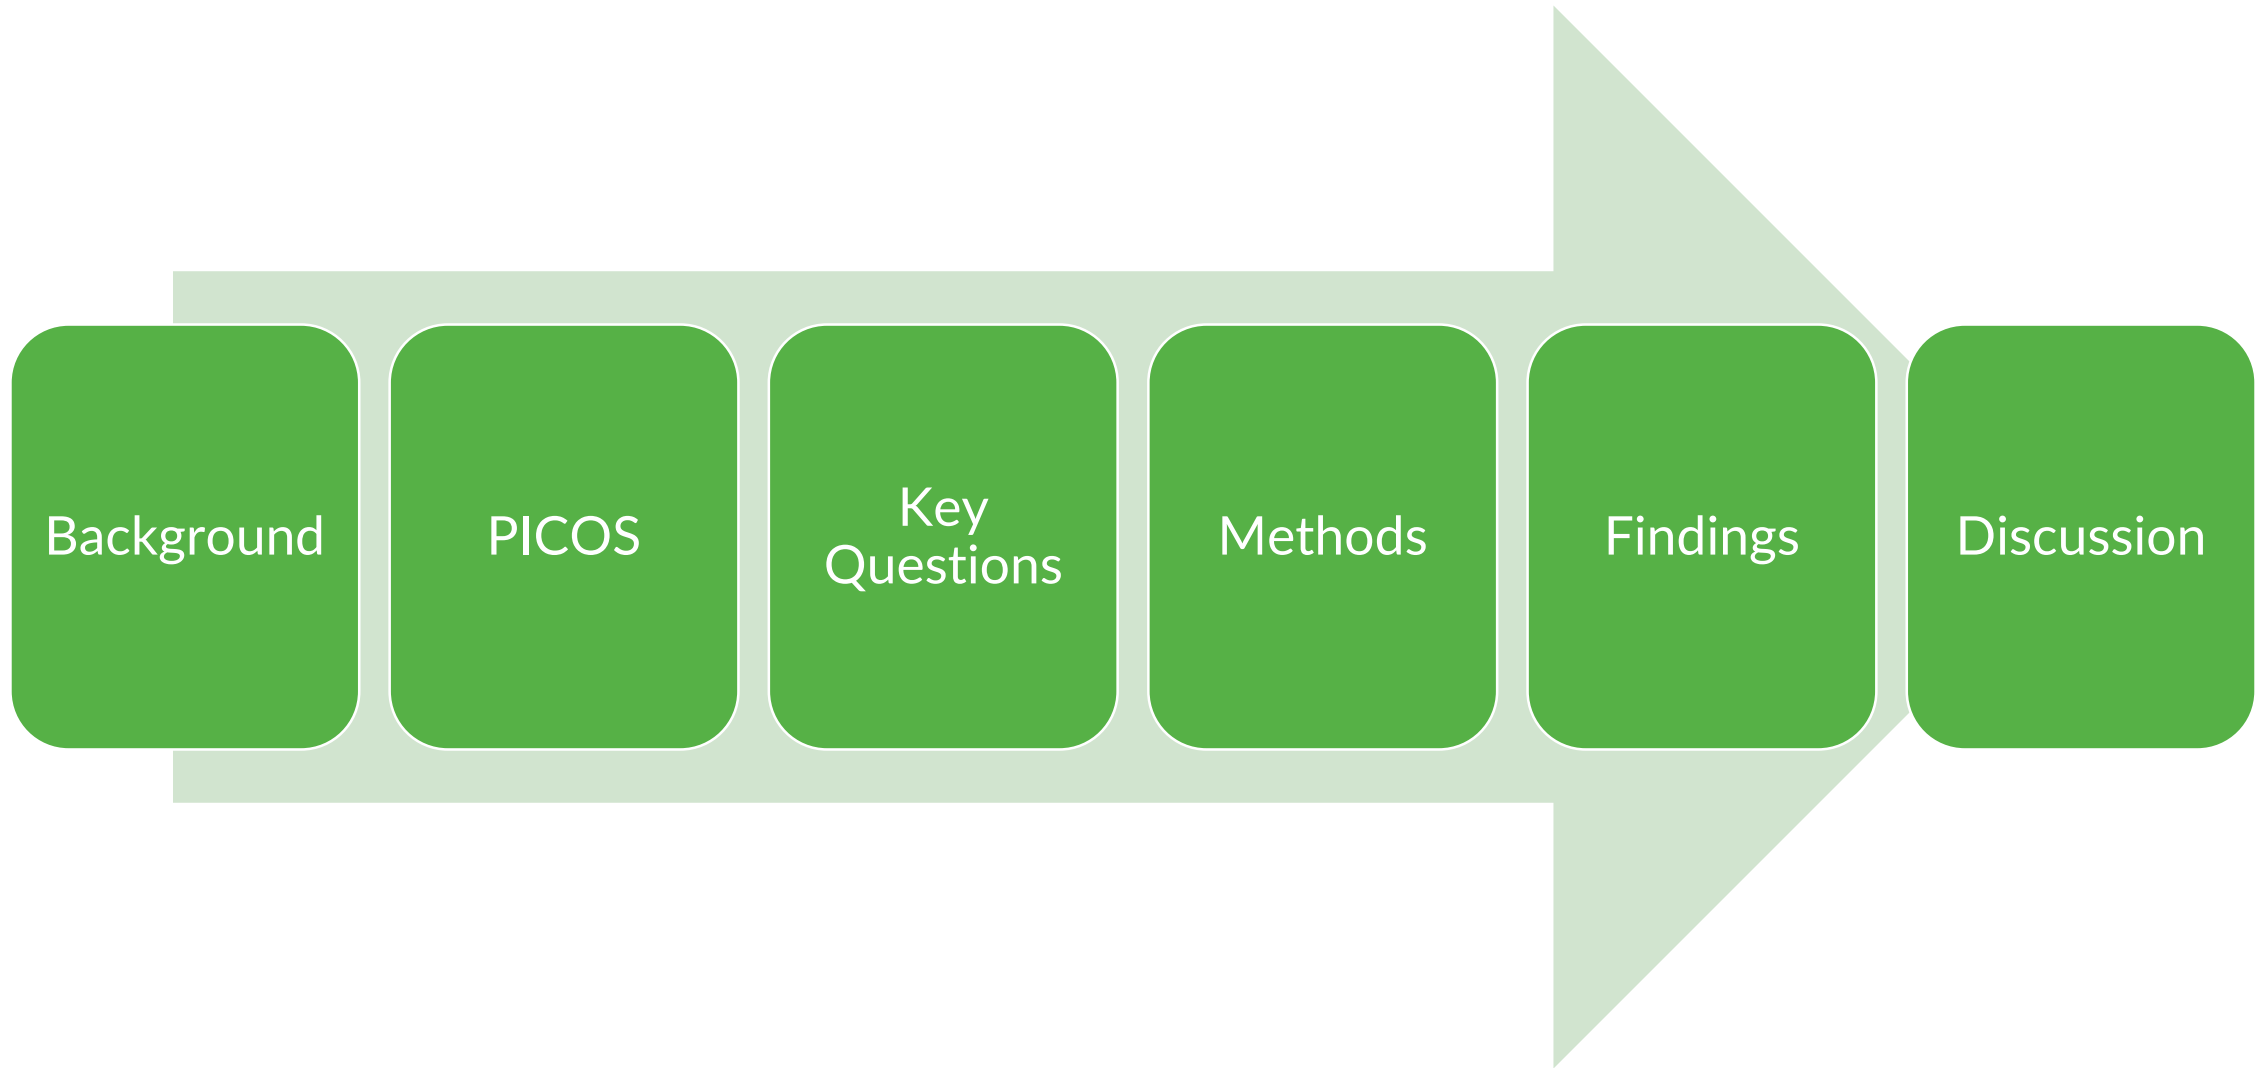 Background
PICOS
Key
Questions
Methods
Findings
Discussion